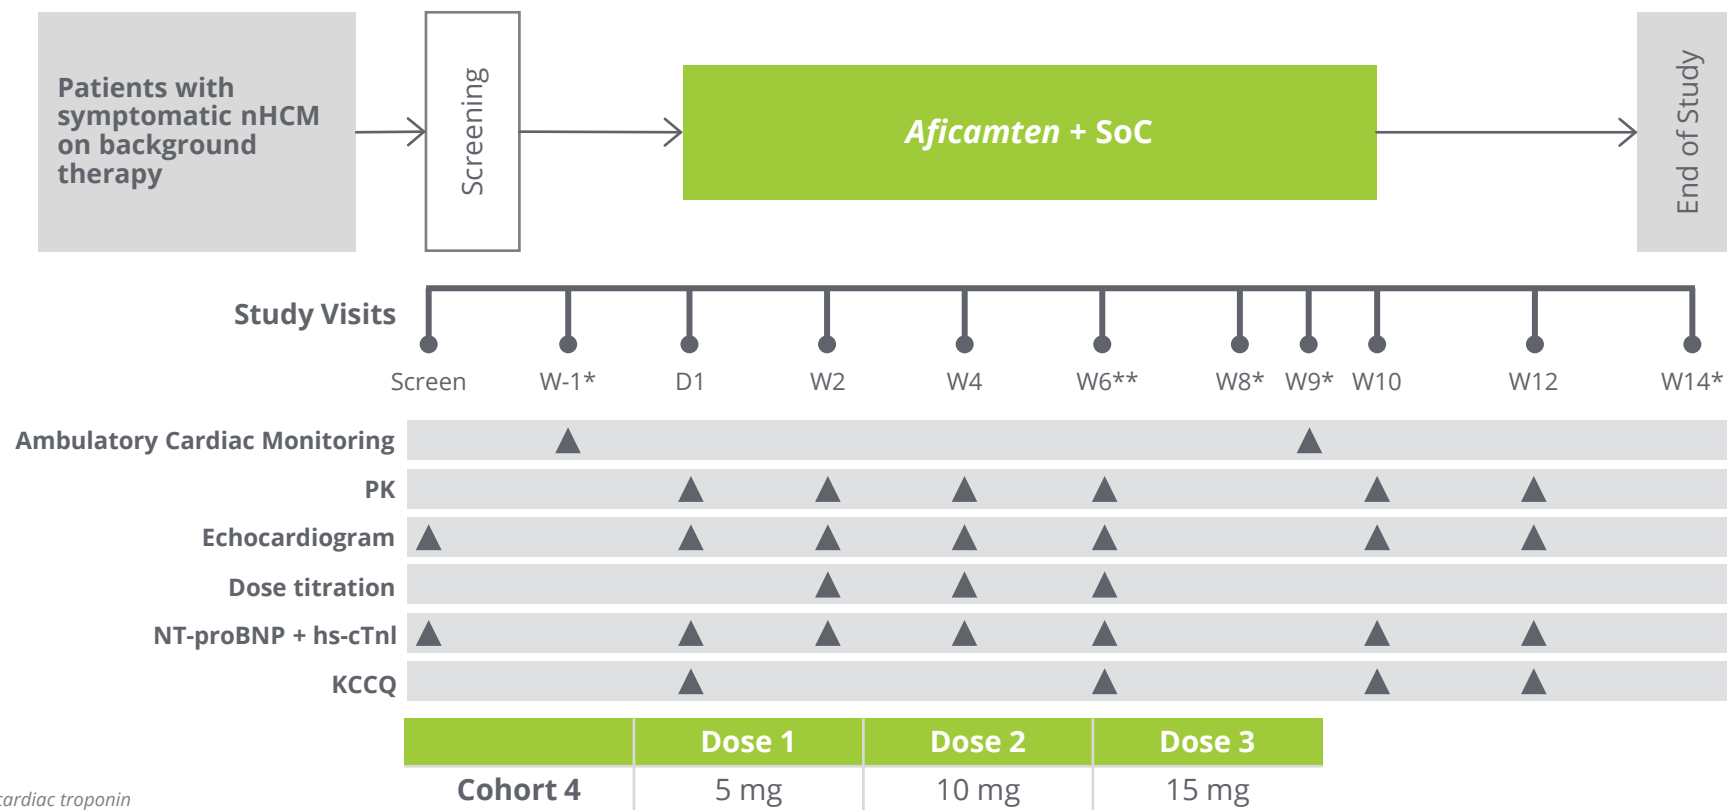 Patients with
symptomatic nHCM
on background
therapy
Screening
Aficamten + SoC
End of Study
Study Visits
Screen W-1* D1 W2 W4 W6** W8* W9* W10 W12 W14*
Ambulatory Cardiac Monitoring
PK
Echocardiogram
Dose titration
NT-proBNP + hs-cTnl
KCCQ
Dose 1 Dose 2 Dose 3
Cohort 4 5 mg 10 mg 15 mg
cardiac troponin